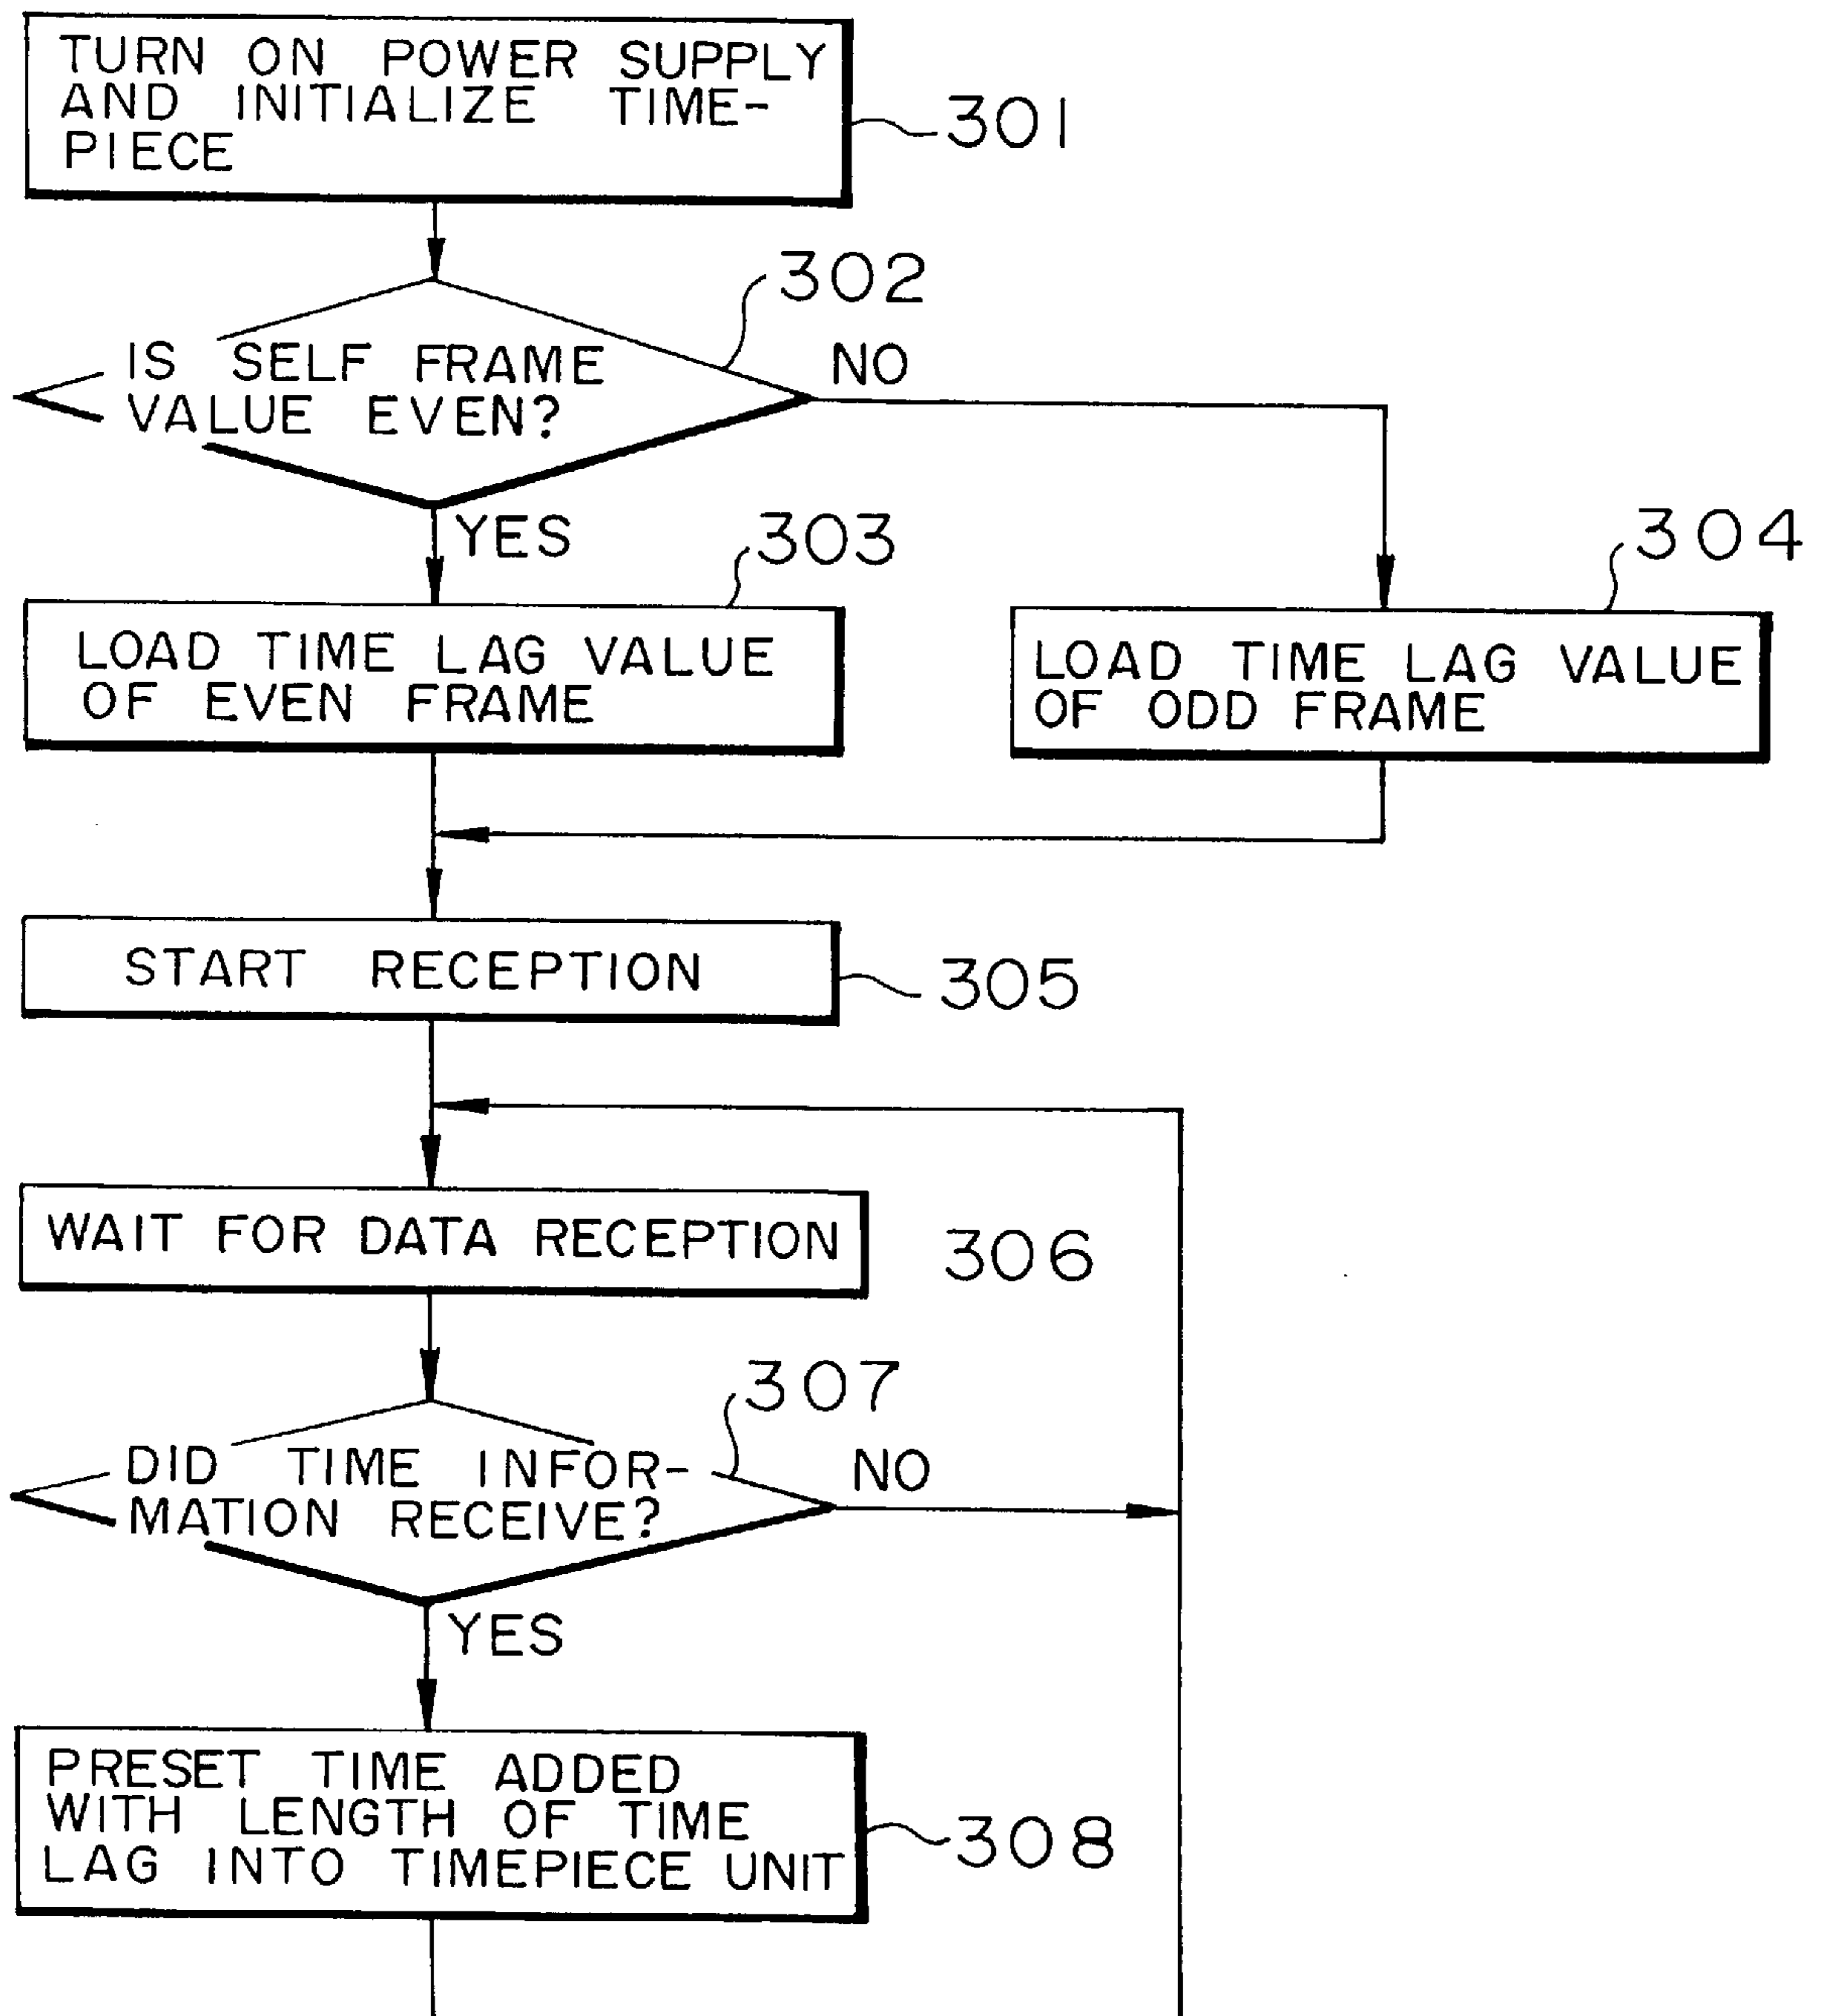 TURN ON POWER SUPPLY
AND INITIALIZE TIME-
PIECE
301
302
IS SELF FRAME
VALUE EVEN?
NO
YES
303
304
LOAD TIME LAG VALUE
OF EVEN FRAME
LOAD TIME LAG VALUE
OF ODD FRAME
START RECEPTION
305
WAIT FOR DATA RECEPTION
306
307
DID TIME INFOR-
MATION RECEIVE?
NO
YES
PRESET TIME ADDED
WITH LENGTH OF TIME
LAG INTO TIMEPIECE UNIT
308